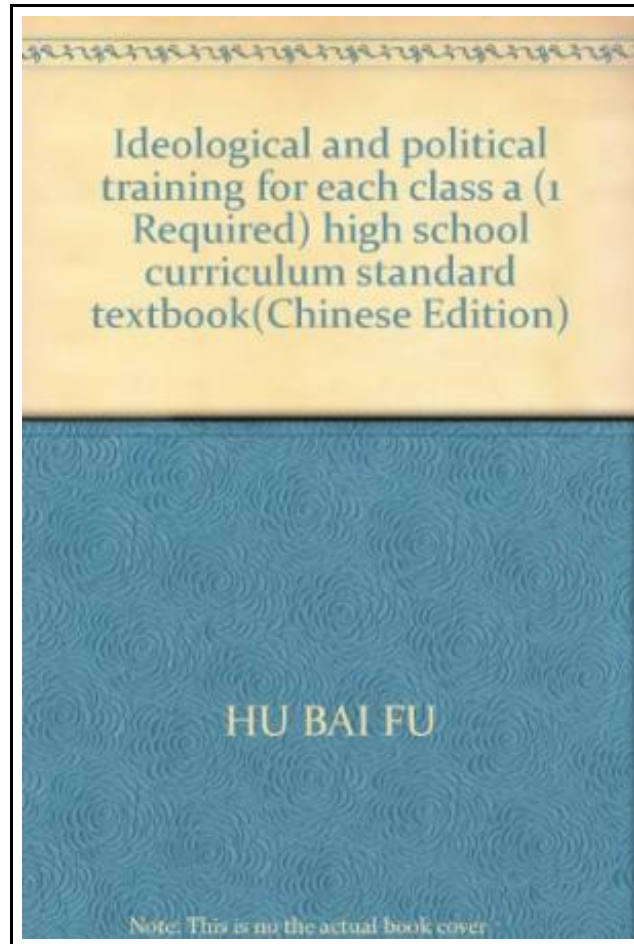 Ideological and political
training for each class a (1
Required) high school
curriculum standard
textbook(Chinese Edition)
HU BAI FU
Note: This is no the actual book cover